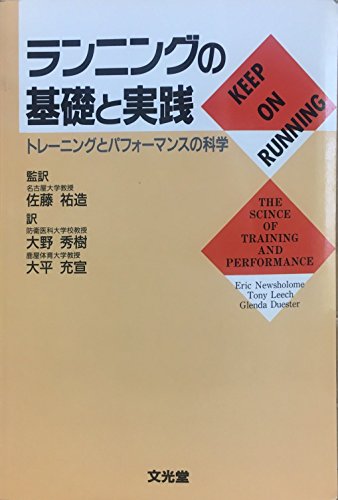 ランニングの
基礎と実践
トレーニングとパフォーマンスの科学
監訳
名古屋大学教授
佐藤 祐造
訳
防衛医科大学校教授
大野 秀樹
鹿屋体育大学教授
大平 充宣
KEEP
ON
RUNNING
THE
SCINCE OF
TRAINING
AND
PERFORMANCE
Eric Newsholome
Tony Leech
Glenda Duester
文光堂